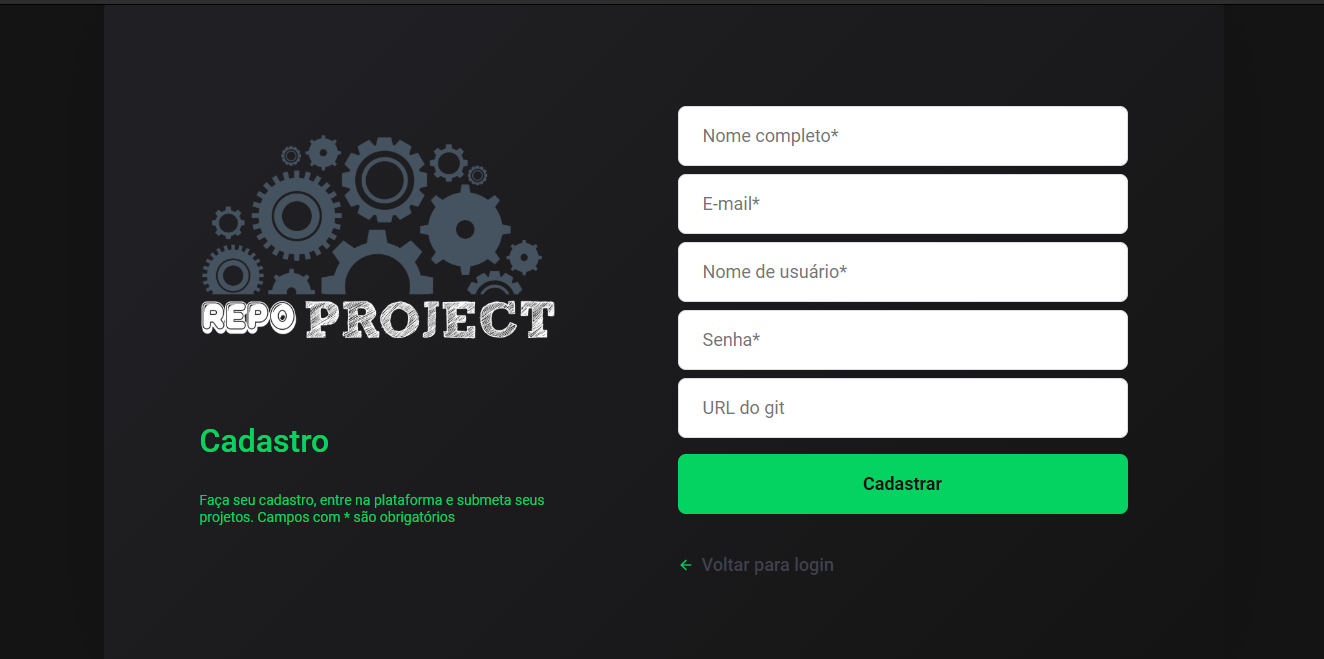 REPO PROJECT
Cadastro
Faça seu cadastro, entre na plataforma e submeta seus
projetos. Campos com * são obrigatórios
Nome completo*
E-mail*
Nome de usuário*
Senha*
URL do git
Cadastrar
Voltar para login